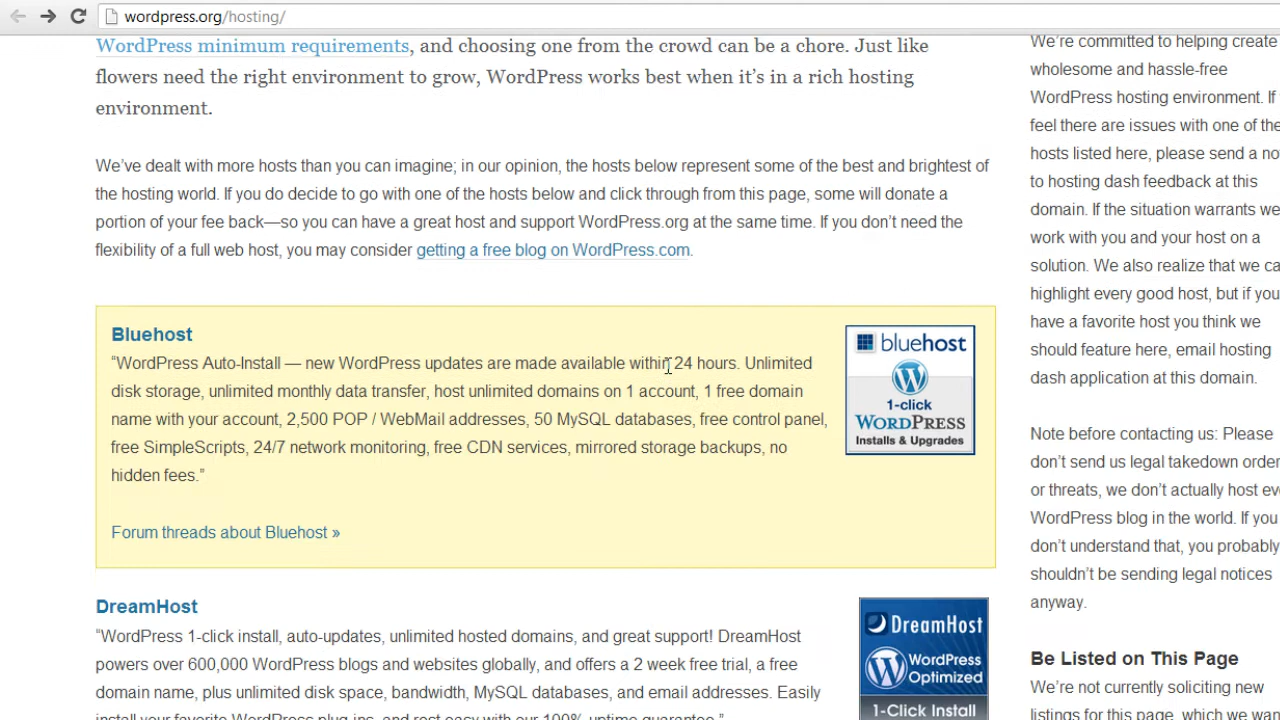 wordpress.org/hosting/
WordPress minimum requirements, and choosing one from the crowd can be a chore. Just like
flowers need the right environment to grow, WordPress works best when it's in a rich hosting
environment.
We've dealt with more hosts than you can imagine; in our opinion, the hosts below represent some of the best and brightest of
the hosting world. If you do decide to go with one of the hosts below and click through from this page, some will donate a
portion of your fee back—so you can have a great host and support WordPress.org at the same time. If you don't need the
flexibility of a full web host, you may consider getting a free blog on WordPress.com.
Bluehost
“WordPress Auto-Install — new WordPress updates are made available within 24 hours. Unlimited
disk storage, unlimited monthly data transfer, host unlimited domains on 1 account, 1 free domain
name with your account, 2,500 POP / WebMail addresses, 50 MySQL databases, free control panel,
free SimpleScripts, 24/7 network monitoring, free CDN services, mirrored storage backups, no
hidden fees.”
Forum threads about Bluehost »
bluehost
1-click
WORDPRESS
Installs & Upgrades
DreamHost
“WordPress 1-click install, auto-updates, unlimited hosted domains, and great support! DreamHost
powers over 600,000 WordPress blogs and websites globally, and offers a 2 week free trial, a free
domain name, plus unlimited disk space, bandwidth, MySQL databases, and email addresses. Easily
install your favorite WordPress plug-ins, and rest easy with our 100% uptime guarantee.”
DreamHost
WordPress
Optimized
1-Click Install
We're committed to helping create
wholesome and hassle-free
WordPress hosting environment. If
feel there are issues with one of the
hosts listed here, please send a no
to hosting dash feedback at this
domain. If the situation warrants we
work with you and your host on a
solution. We also realize that we ca
highlight every good host, but if you
have a favorite host you think we
should feature here, email hosting
dash application at this domain.
Note before contacting us: Please
don't send us legal takedown order
or threats, we don't actually host ev
WordPress blog in the world. If you
don't understand that, you probably
shouldn't be sending legal notices
anyway.
Be Listed on This Page
We're not currently soliciting new
listings for this page, which we want